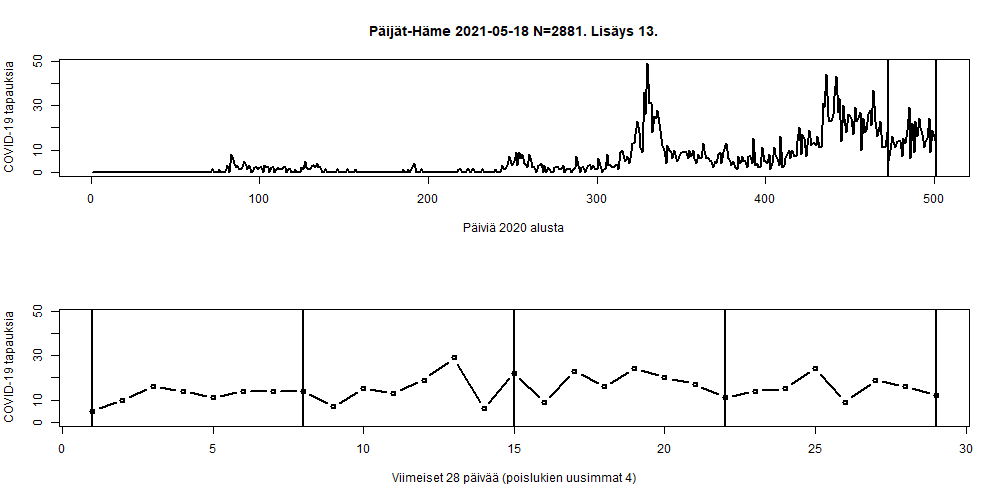 Päijät-Häme 2021-05-18 N=2881. Lisäys 13.
COVID-19 tapauksia
50
30
10
0
0 100 200 300 400 500
Päiviä 2020 alusta
COVID-19 tapauksia
50
30
10
0
0 5 10 15 20 25 30
Viimeiset 28 päivää (poislukien uusimmat 4)